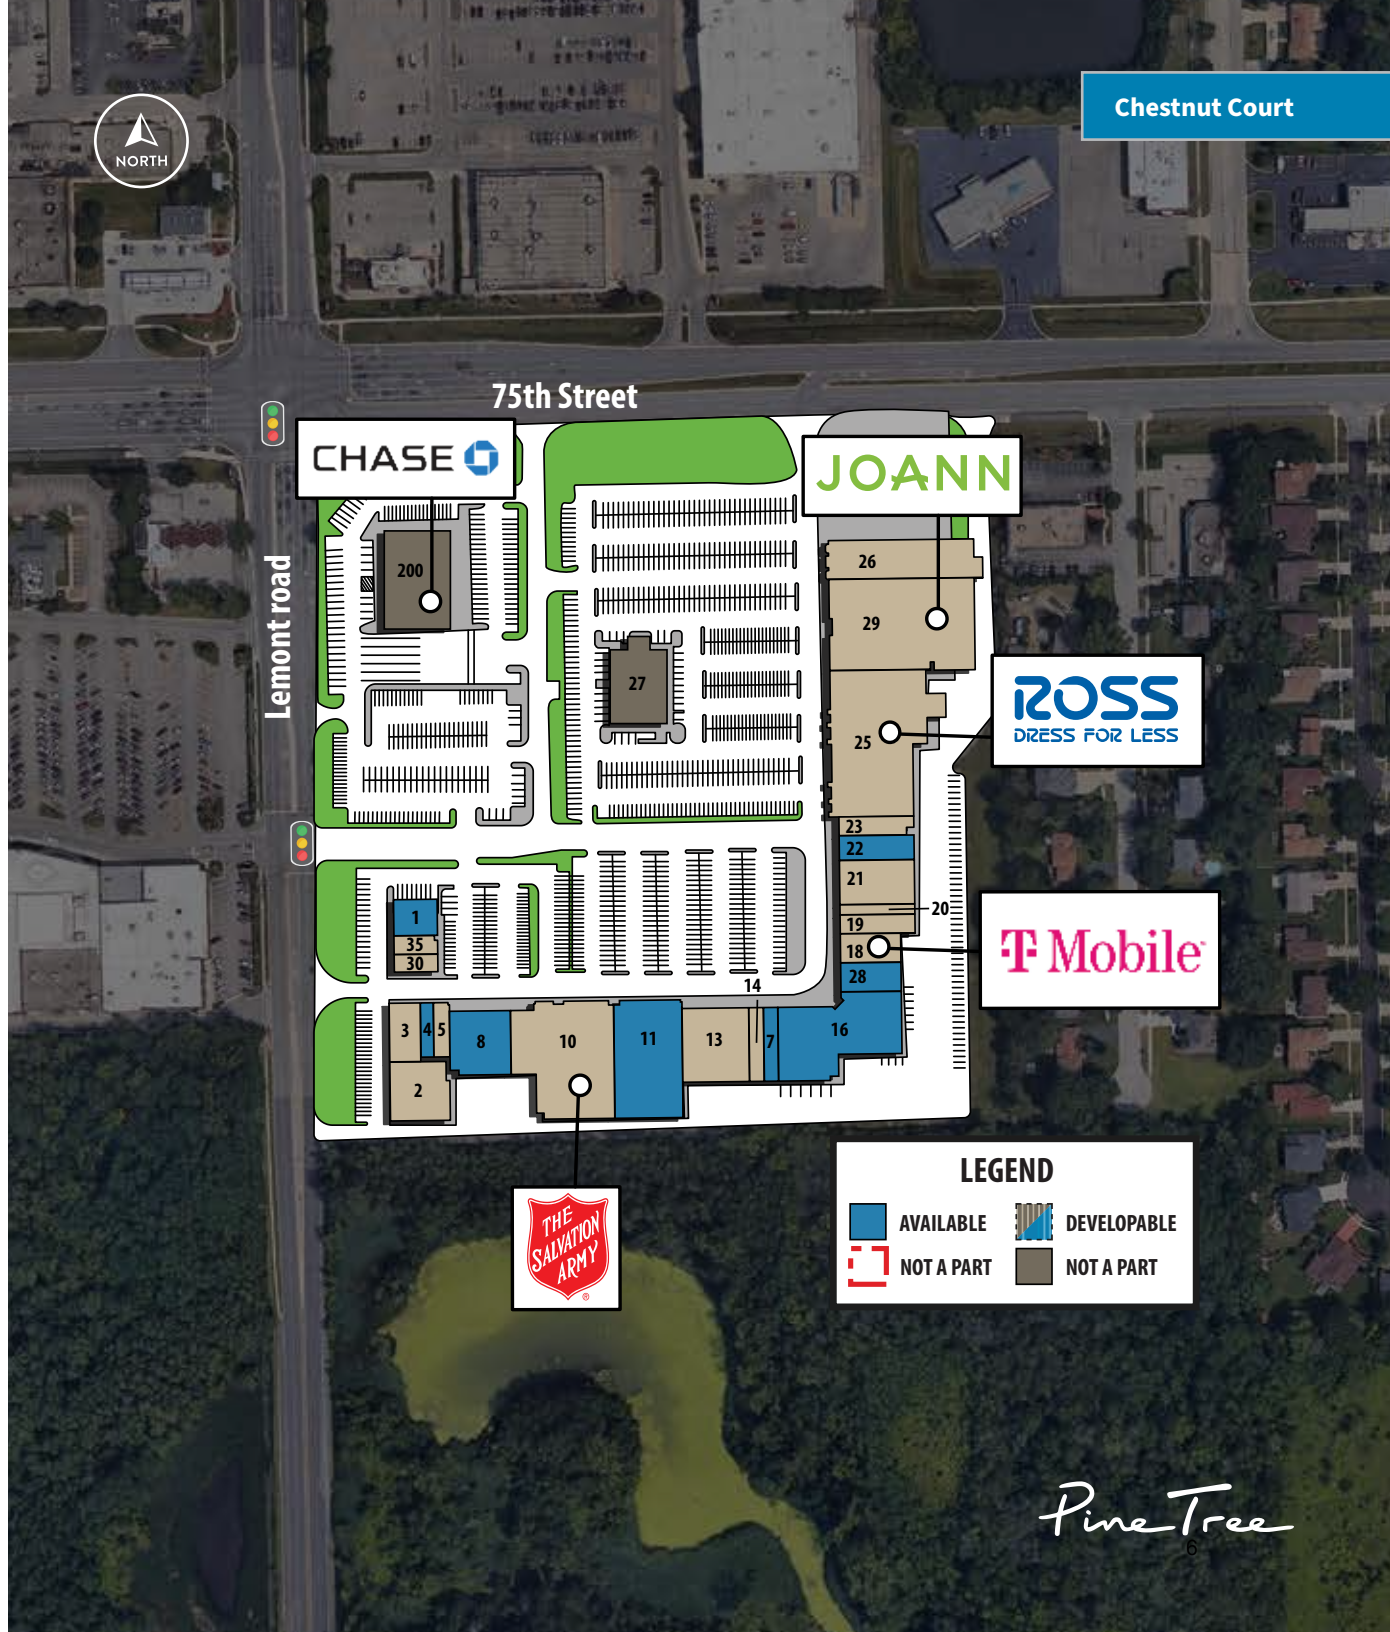 Chestnut Court
NORTH
75th Street
CHASE
JOANN
Lemont road
200
26
29
27
ROSS
DRESS FOR LESS
25
23
22
21
20
19
18
T Mobile
28
1
35
30
14
3
4
5
8
10
11
13
7
16
2
LEGEND
AVAILABLE
DEVELOPABLE
NOT A PART
NOT A PART
THE
SALVATION
ARMY
®
Pine Tree
6